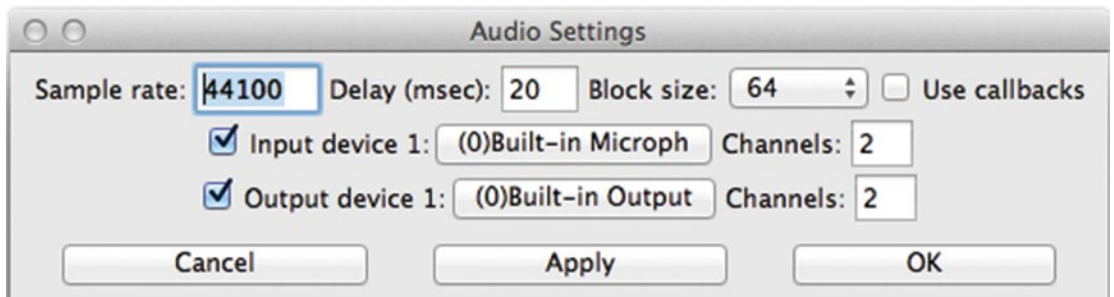 Audio Settings
Sample rate: 44100 Delay (msec): 20 Block size: 64 Use callbacks
Input device 1: (0)Built-in Microph Channels: 2
Output device 1: (0)Built-in Output Channels: 2
Cancel Apply OK